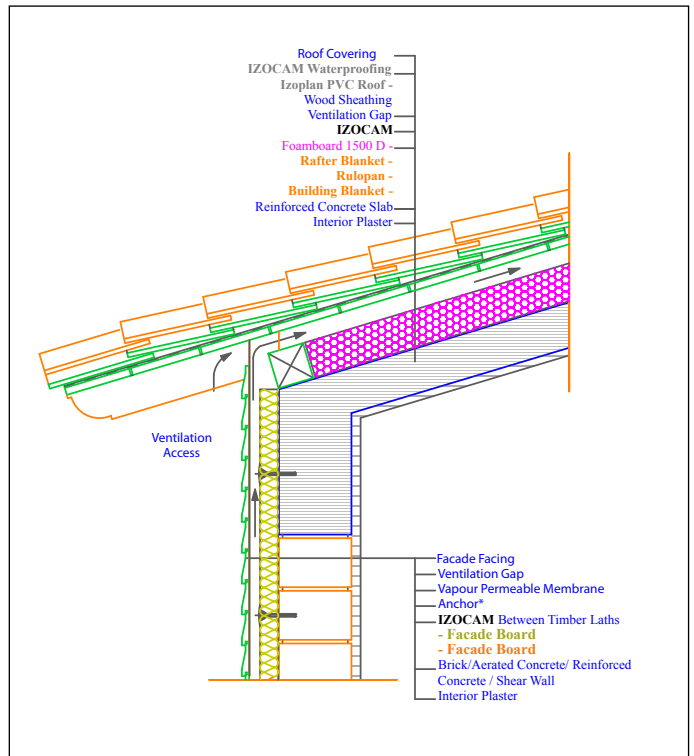 Roof Covering
IZOCAM Waterproofing
Izoplan PVC Roof -
Wood Sheathing
Ventilation Gap
IZOCAM
Foamboard 1500 D -
Rafter Blanket -
Rulopan -
Building Blanket -
Reinforced Concrete Slab
Interior Plaster
Ventilation
Access
Facade Facing
Ventilation Gap
Vapour Permeable Membrane
Anchor*
IZOCAM Between Timber Laths
- Facade Board
- Facade Board
Brick/Aerated Concrete/ Reinforced
Concrete / Shear Wall
Interior Plaster